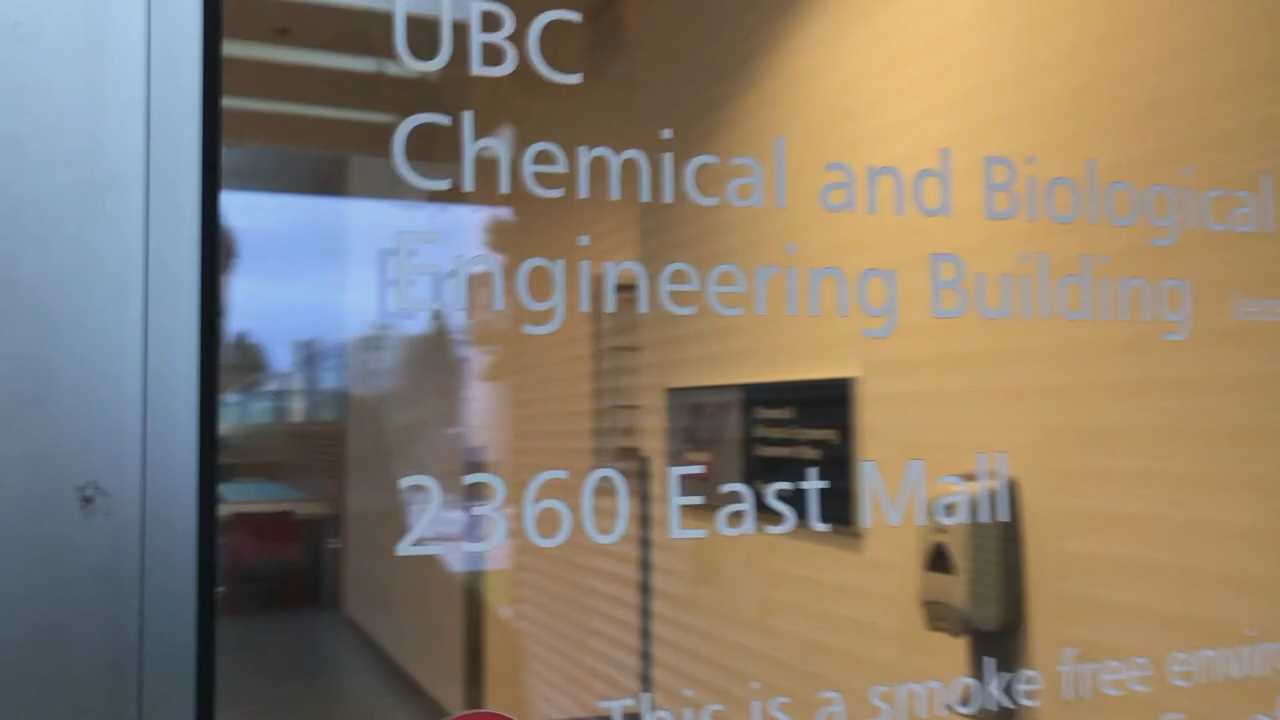 UBC
Chemical and Biological
Engineering Building
2360 East Mall
This is a smoke free